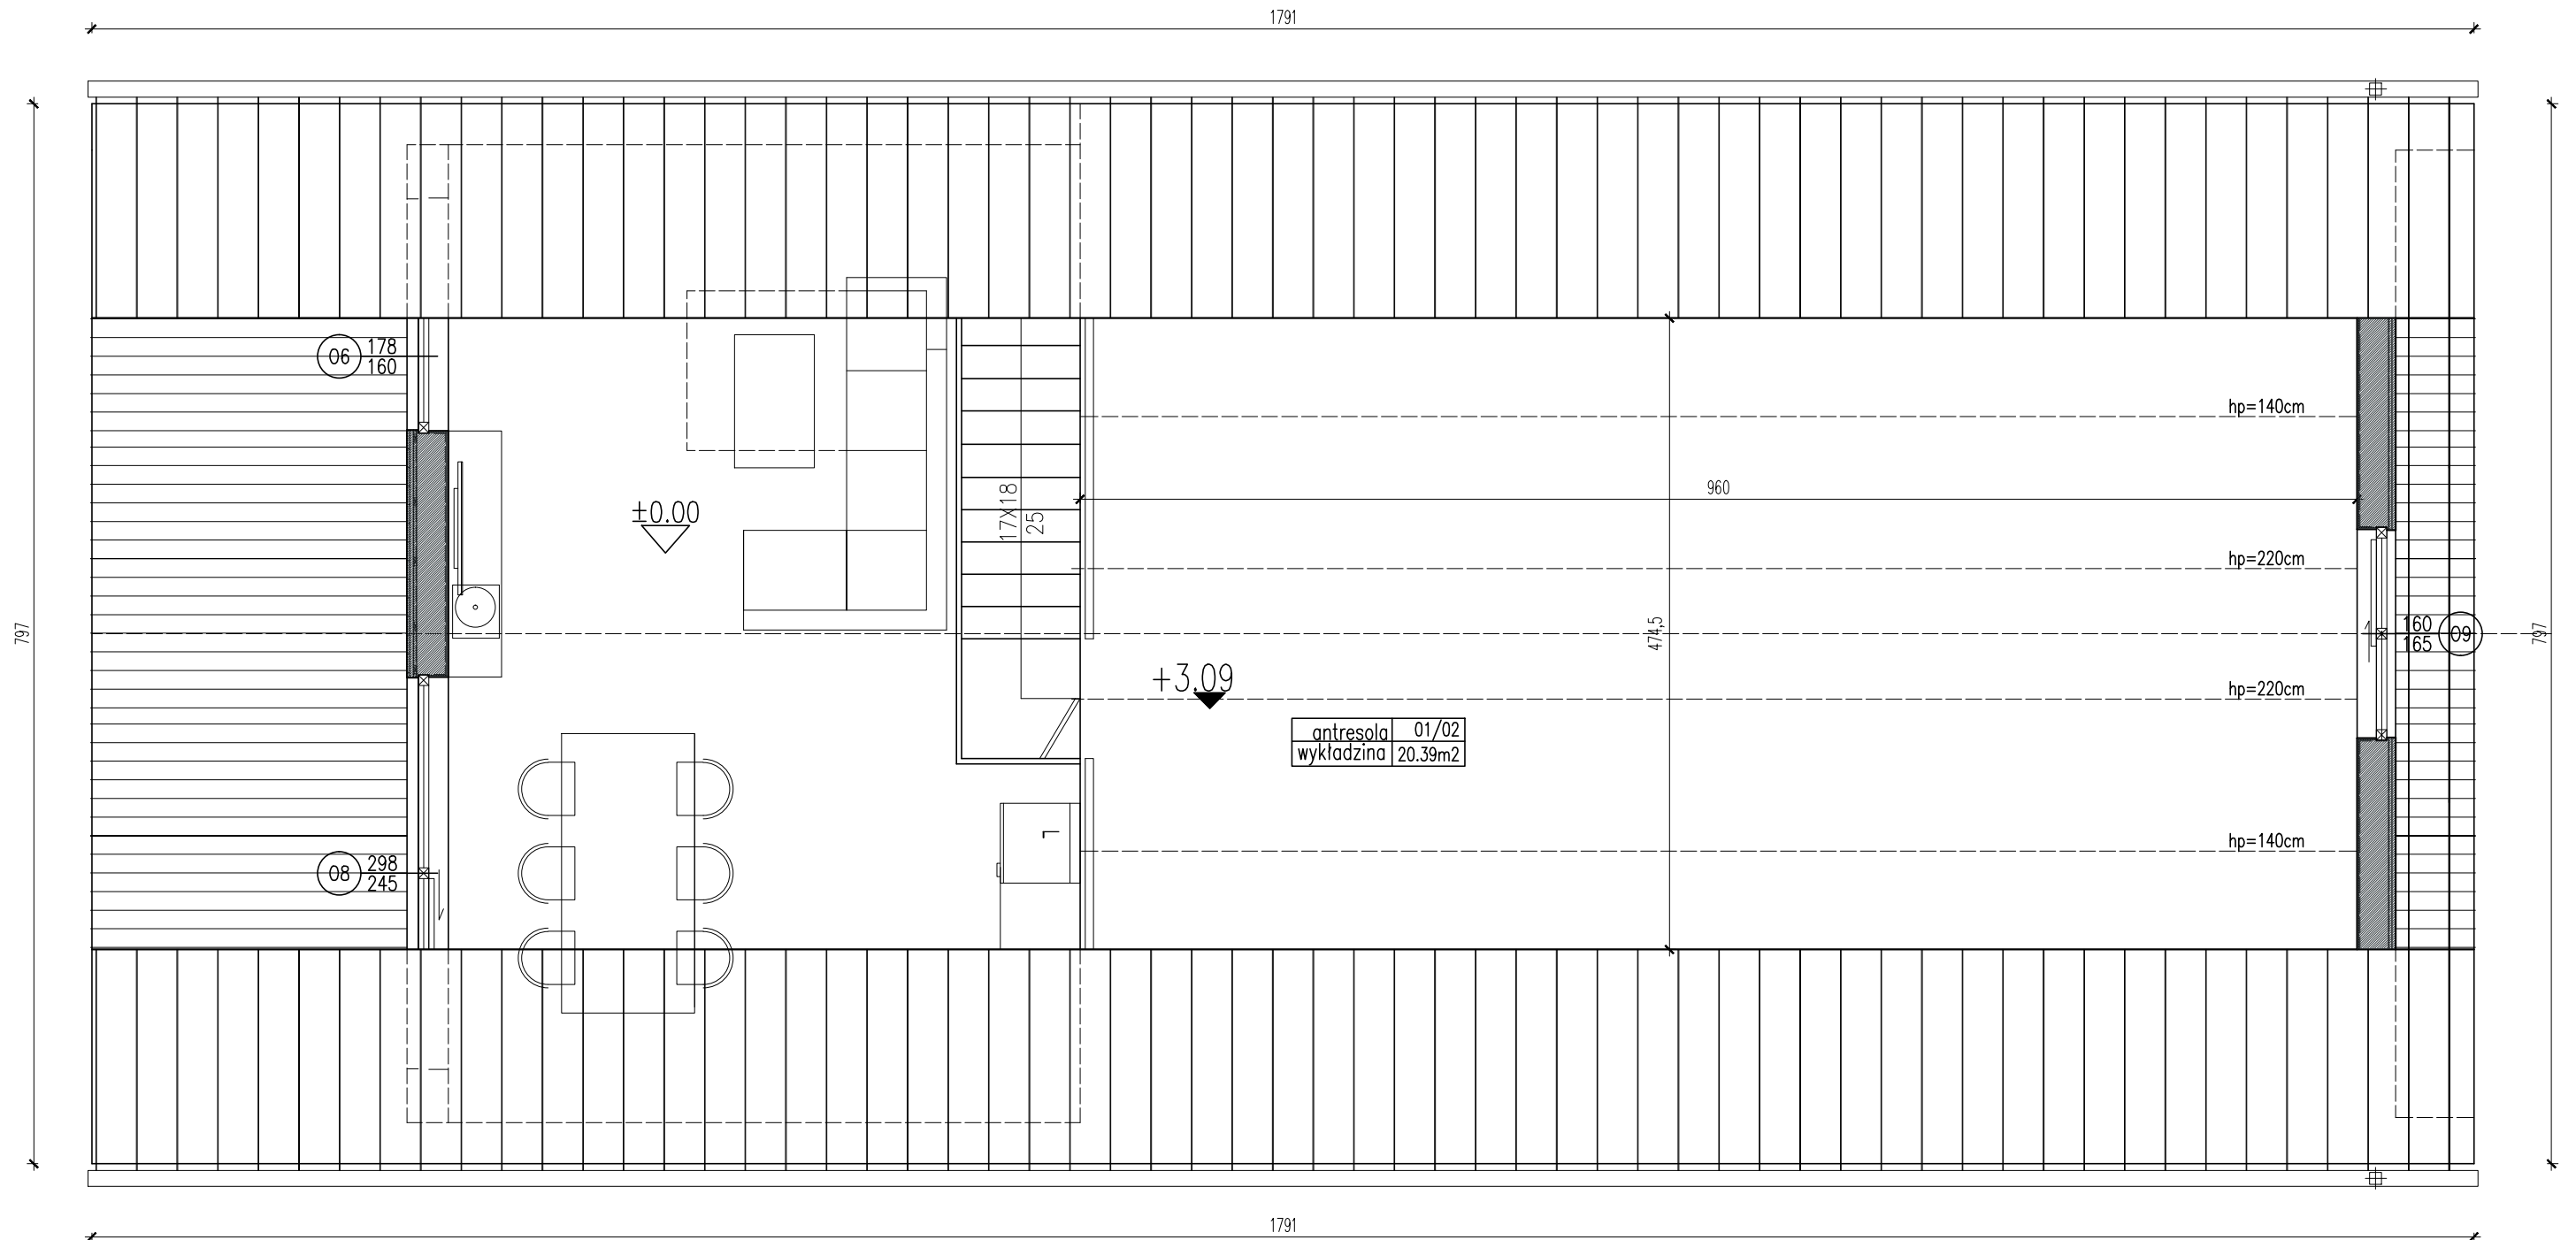 1791
06 178
160
hp=140cm
960
17X18
25
±0.00
hp=220cm
797
474,5
160
165 09
797
+3.09
hp=220cm
antresola 01/02
wykładzina 20.39m2
L
hp=140cm
08 298
245
1791